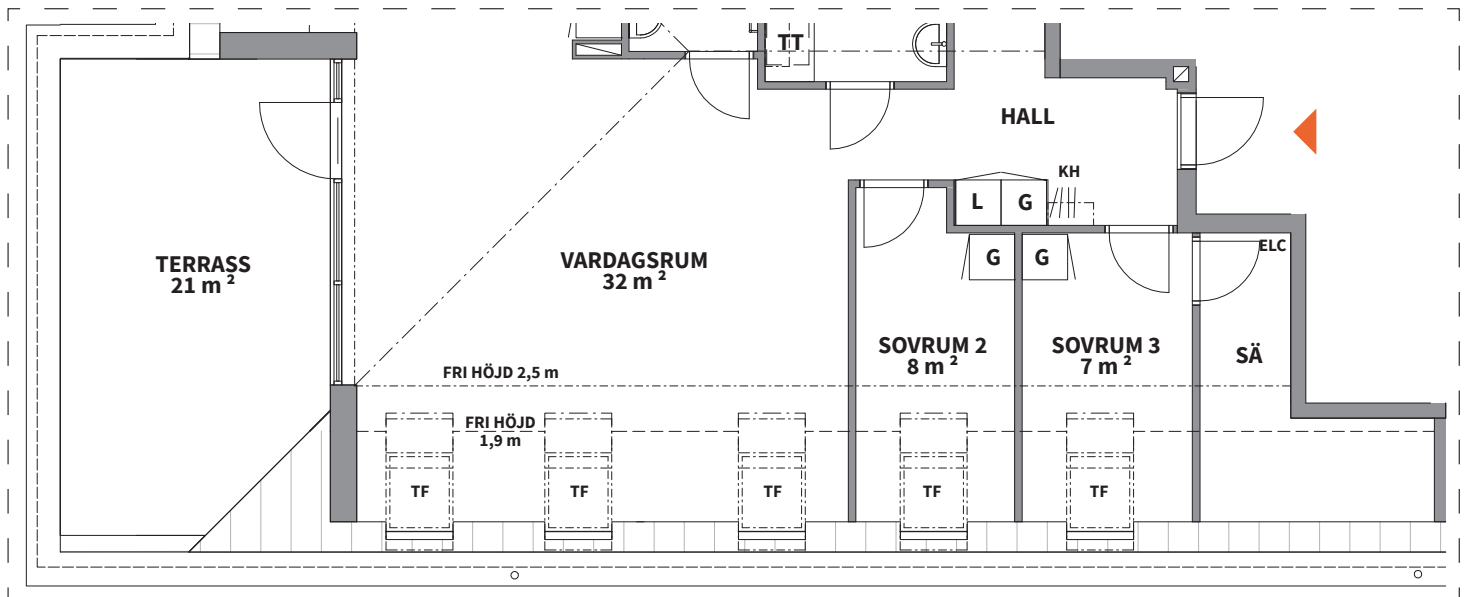 TT
HALL
KH
L
G
ELC
TERRASS
21 m ²
VARDAGSRUM
32 m ²
G
G
SOVRUM 2
8 m ²
SOVRUM 3
7 m ²
SÄ
FRI HÖJD 2,5 m
FRI HÖJD
1,9 m
TF
TF
TF
TF
TF